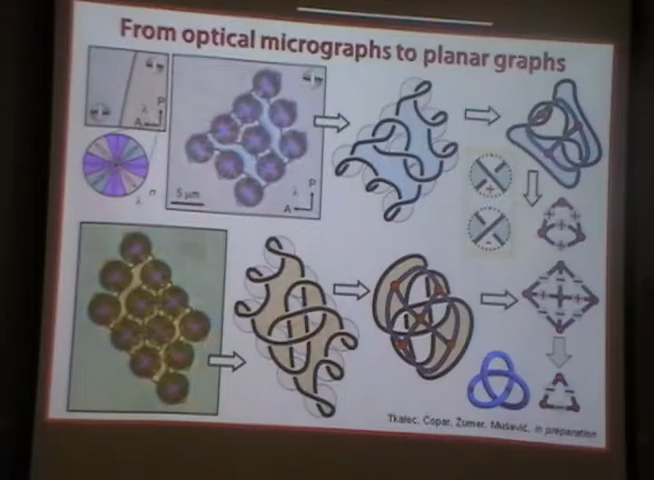 From optical micrographs to planar graphs
λ P
A
λ n
5 μm
λ P
A
+
-
Tkalec, Čopar, Žumer, Muševič, in preparation